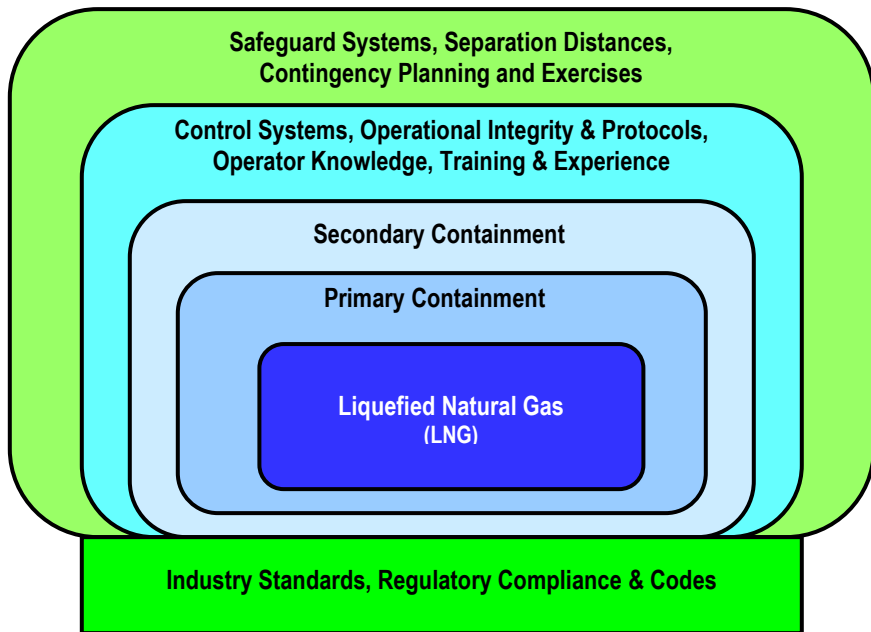 Safeguard Systems, Separation Distances,
Contingency Planning and Exercises
Control Systems, Operational Integrity & Protocols,
Operator Knowledge, Training & Experience
Secondary Containment
Primary Containment
Liquefied Natural Gas
(LNG)
Industry Standards, Regulatory Compliance & Codes